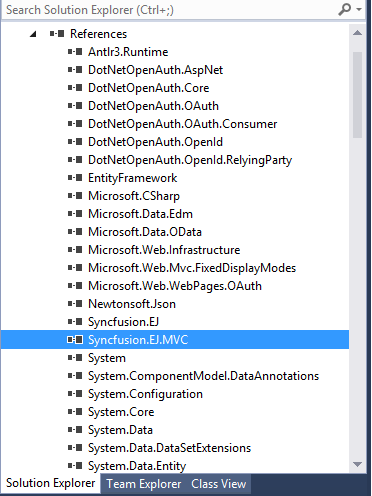 Search Solution Explorer (Ctrl+;)
References
Antlr3.Runtime
DotNetOpenAuth.AspNet
DotNetOpenAuth.Core
DotNetOpenAuth.OAuth
DotNetOpenAuth.OAuth.Consumer
DotNetOpenAuth.OpenId
DotNetOpenAuth.OpenId.RelyingParty
EntityFramework
Microsoft.CSharp
Microsoft.Data.Edm
Microsoft.Data.OData
Microsoft.Web.Infrastructure
Microsoft.Web.Mvc.FixedDisplayModes
Microsoft.Web.WebPages.OAuth
Newtonsoft.Json
Syncfusion.EJ
Syncfusion.EJ.MVC
System
System.ComponentModel.DataAnnotations
System.Configuration
System.Core
System.Data
System.Data.DataSetExtensions
System.Data.Entity
Solution Explorer Team Explorer Class View